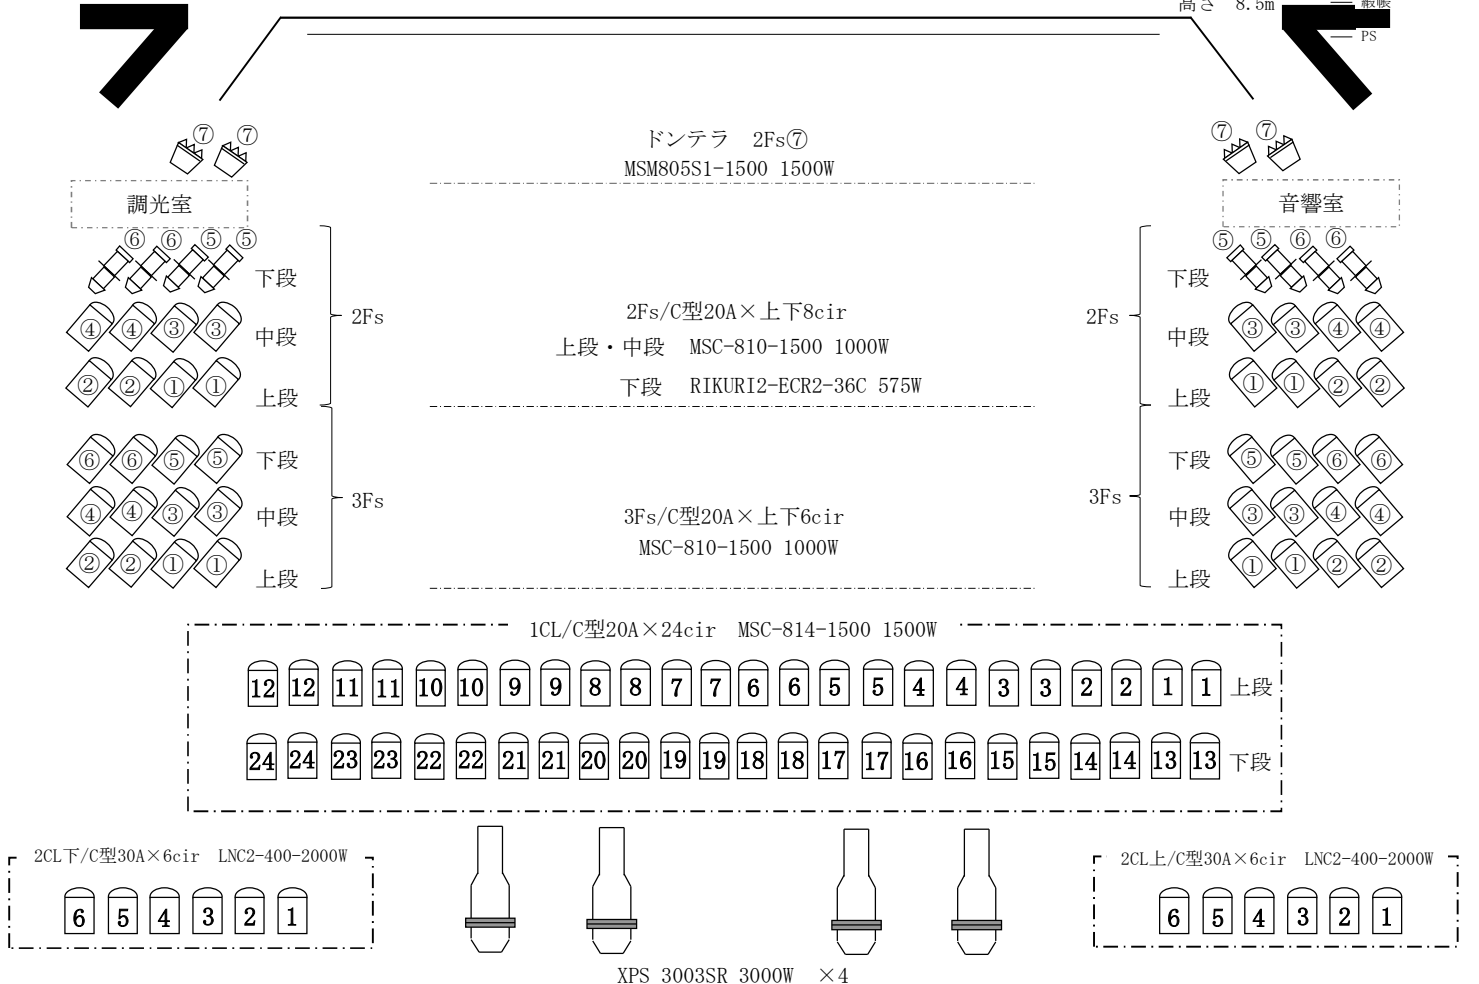 高さ 8.5m
緞帳
PS
⑦ ⑦
ドンテラ 2Fs⑦
MSM805S1-1500 1500W
⑦ ⑦
調光室
音響室
⑥ ⑥ ⑤ ⑤
下段
④ ④ ③ ③
中段
② ② ① ①
上段
2Fs
2Fs/C型20A×上下8cir
上段・中段 MSC-810-1500 1000W
下段 RIKURI2-ECR2-36C 575W
2Fs
⑤ ⑤ ⑥ ⑥
下段
③ ③ ④ ④
中段
① ① ② ②
上段
⑥ ⑥ ⑤ ⑤
下段
④ ④ ③ ③
中段
② ② ① ①
上段
3Fs
3Fs/C型20A×上下6cir
MSC-810-1500 1000W
3Fs
⑤ ⑤ ⑥ ⑥
下段
③ ③ ④ ④
中段
① ① ② ②
上段
1CL/C型20A×24cir MSC-814-1500 1500W
12 12 11 11 10 10 9 9 8 8 7 7 6 6 5 5 4 4 3 3 2 2 1 1 上段
24 24 23 23 22 22 21 21 20 20 19 19 18 18 17 17 16 16 15 15 14 14 13 13 下段
2CL下/C型30A×6cir LNC2-400-2000W
6 5 4 3 2 1
2CL上/C型30A×6cir LNC2-400-2000W
6 5 4 3 2 1
XPS 3003SR 3000W ×4